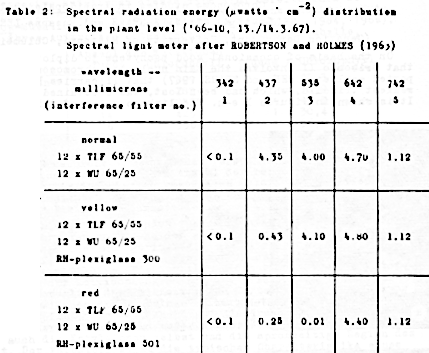 Table 2: Spectral radiation energy (μwatts · cm⁻²) distribution
in the plant level ('66-10, 13./14.3.67).
Spectral light meter after ROBERTSON and HOLMES (1963)
wavelength --
millimicrons 342 437 535 642 742
(interference filter no.) 1 2 3 4 5
normal
12 x TLF 65/55 <0.1 4.35 4.00 4.70 1.12
12 x WU 65/25
yellow
12 x TLF 65/55
12 x WU 65/25 <0.1 0.43 4.10 4.80 1.12
RH-plexiglass 300
red
12 x TLF 65/55
12 x WU 65/25 <0.1 0.25 0.01 4.40 1.12
RH-plexiglass 501